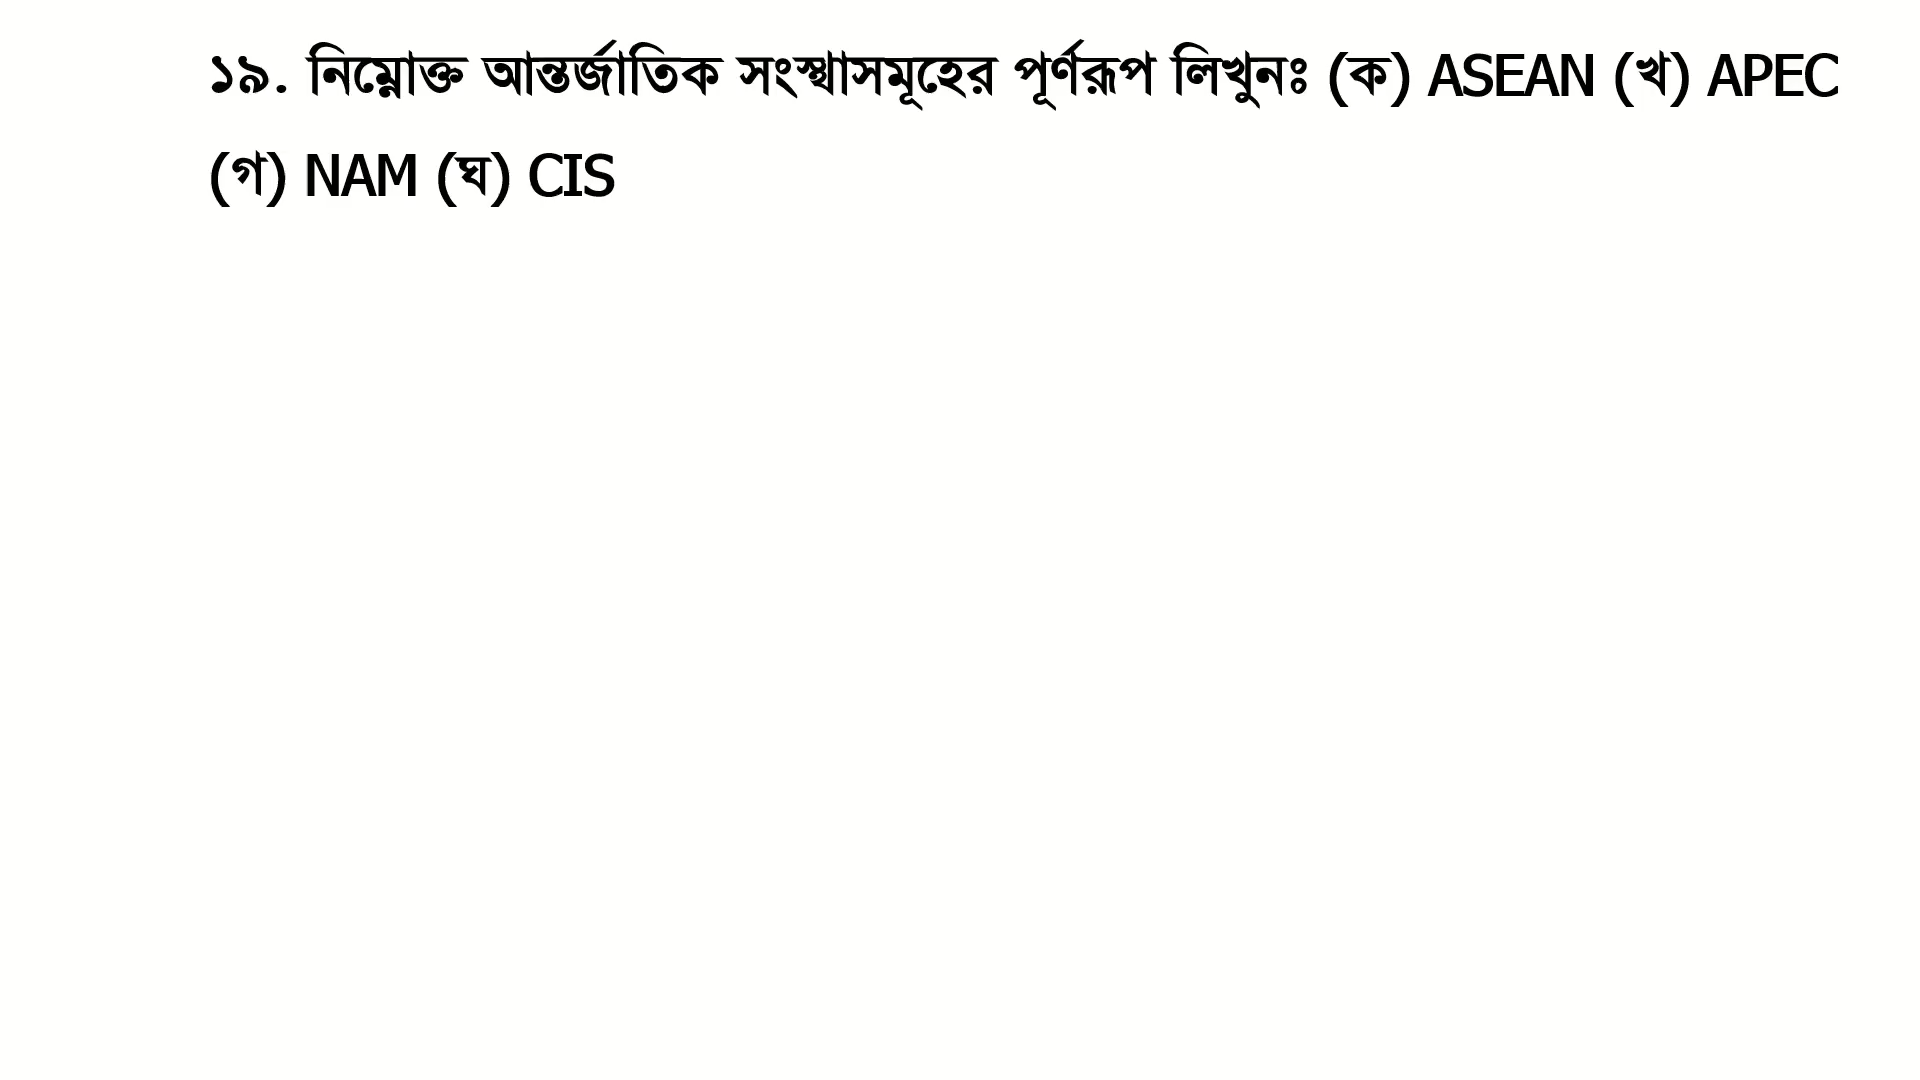 ১৯. নিম্নোক্ত আন্তর্জাতিক সংস্থাসমূহের পূর্ণরূপ লিখুনঃ (ক) ASEAN (খ) APEC
(গ) NAM (ঘ) CIS